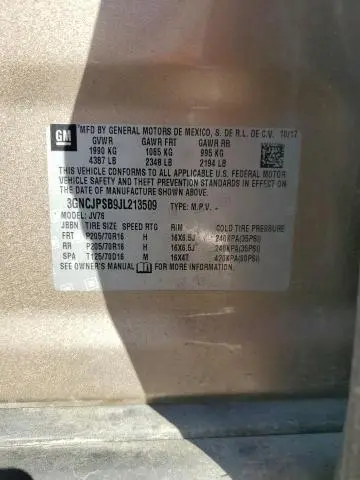 GM
MFD BY GENERAL MOTORS DE MEXICO, S. DE R.L. DE C.V. 10/17
GVWR GAWR FRT GAWR RR
1990 KG 1065 KG 995 KG
4387 LB 2348 LB 2194 LB
THIS VEHICLE CONFORMS TO ALL APPLICABLE U.S. FEDERAL
MOTOR VEHICLE SAFETY, BUMPER, AND THEFT PREVENTION
STANDARDS IN EFFECT ON THE DATE OF MANUFACTURE
SHOWN ABOVE.
3GNCJPSB9JL213509 TYPE: M.P.V.
MODEL: JV76
JBBN TIRE SIZE SPEED RTG RIM COLD TIRE PRESSURE
FRT P205/70R16 H 16X6.5J 240KPA(35PSI)
RR P205/70R16 H 16X6.5J 240KPA(35PSI)
SPA T125/70D16 M 16X4T 420KPA(60PSI)
SEE OWNER'S MANUAL FOR MORE INFORMATION.